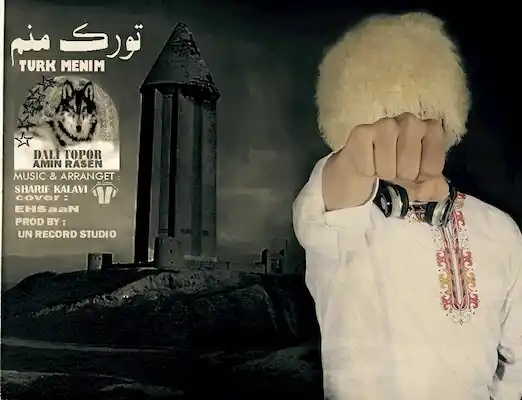 تورک منم
TURK MENIM
DALI TOPOR
AMIN RASEN
MUSIC & ARRANGET :
SHARIF KALAVI
cover :
EHSaaN
PROD BY :
UN RECORD STUDIO